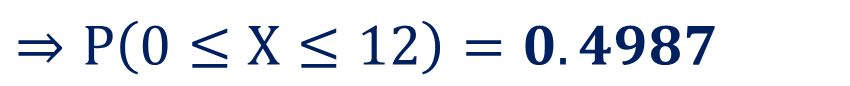 ⇒ P(0 ≤ X ≤ 12) = 0.4987